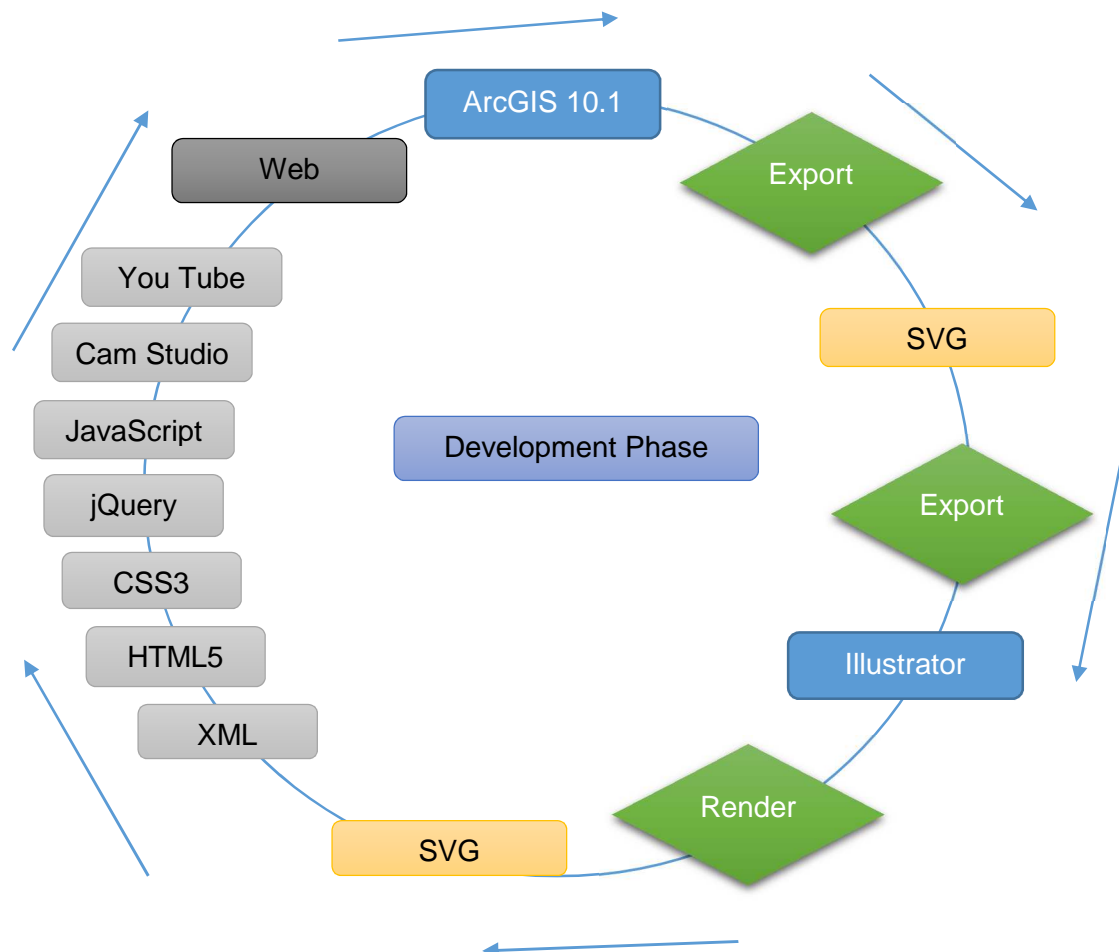 ArcGIS 10.1
Export
SVG
Export
Illustrator
Render
SVG
XML
HTML5
CSS3
jQuery
JavaScript
Cam Studio
You Tube
Web
Development Phase